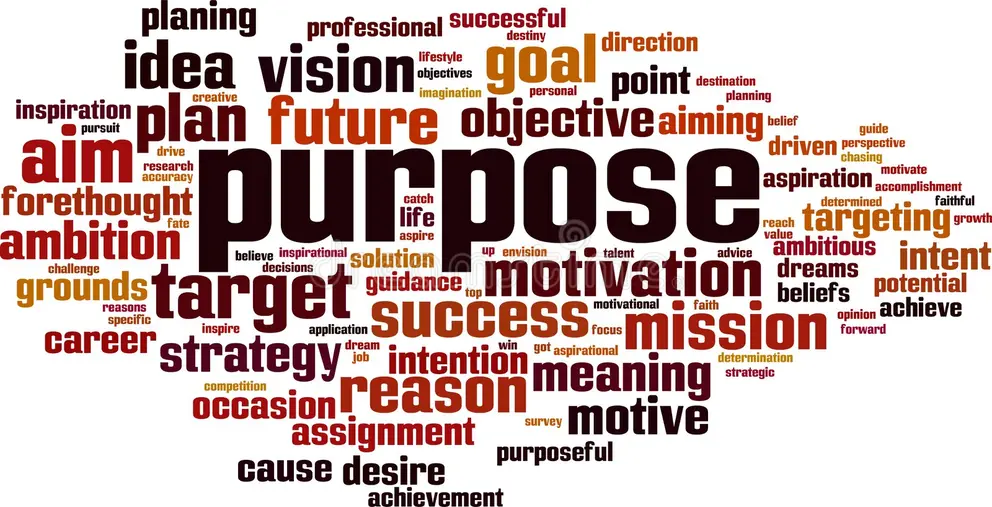 planing
professional
successful
destiny
idea
vision
lifestyle
objectives
imagination
goal
personal
direction
point
destination
planning
inspiration
pursuit
creative
plan
future
objective
aiming
belief
aim
drive
research
accuracy
purpose
driven
guide
perspective
chasing
motivate
aspiration
accomplishment
forethought
fate
catch
life
aspire
determined
faithful
targeting
growth
reach
value
ambition
believe
inspirational
decisions
solution
up
envision
talent
advice
ambitious
intent
challenge
grounds
target
guidance
top
motivation
dreams
beliefs
potential
achieve
reasons
specific
inspire
application
success
motivational
faith
focus
mission
opinion
forward
career
strategy
dream
job
intention
win
got
aspirational
determination
strategic
competition
reason
meaning
occasion
survey
motive
assignment
purposeful
cause
desire
achievement